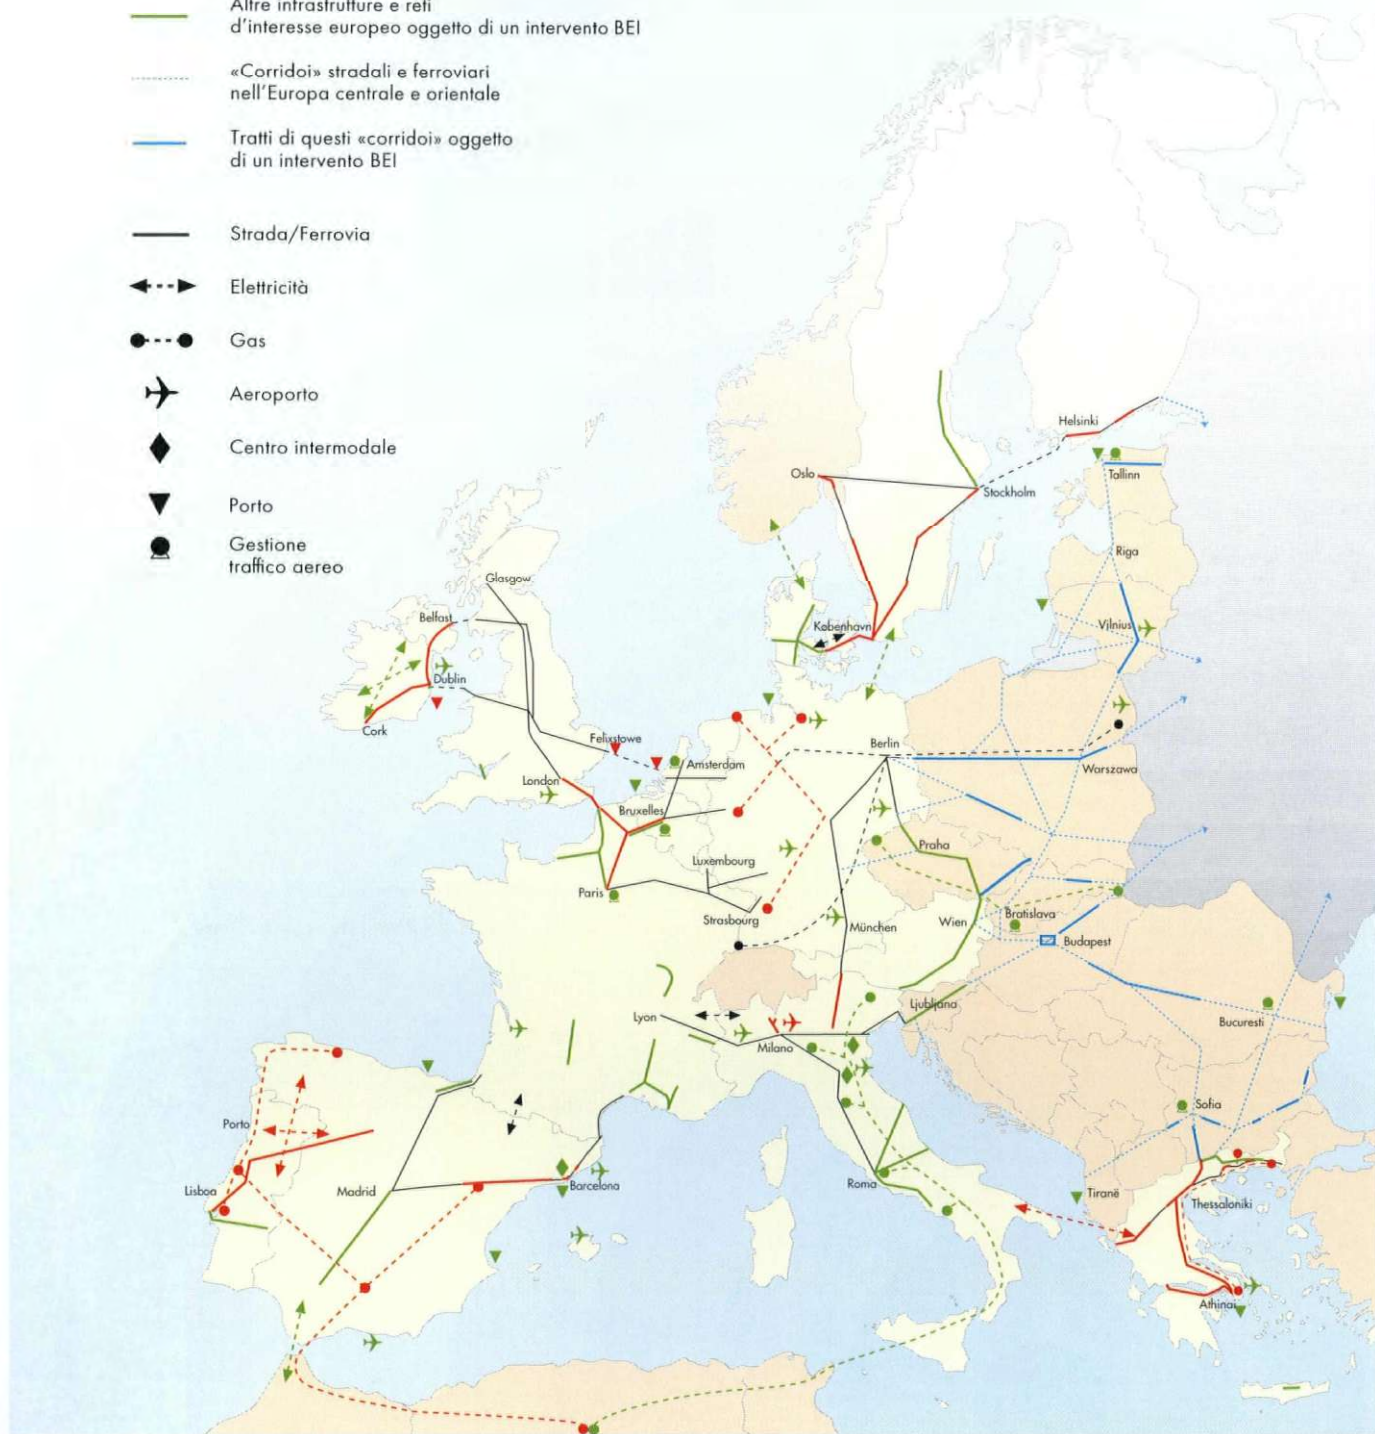 Altre infrastrutture e reti
d'interesse europeo oggetto di un intervento BEI
«Corridoi» stradali e ferroviari
nell'Europa centrale e orientale
Tratti di questi «corridoi» oggetto
di un intervento BEI
Strada/Ferrovia
Elettricità
Gas
Aeroporto
Centro intermodale
Porto
Gestione
traffico aereo
Helsinki
Oslo
Tallinn
Stockholm
Riga
Glasgow
Belfast
København
Vilnius
Dublin
Cork
Felixstowe
Berlin
Amsterdam
Warszawa
London
Bruxelles
Praha
Luxembourg
Paris
Strasbourg
Bratislava
Wien
München
Budapest
Ljubljana
Lyon
Bucuresti
Milano
Sofia
Porto
Roma
Barcelona
Madrid
Lisboa
Tiranë
Thessaloniki
Athinai